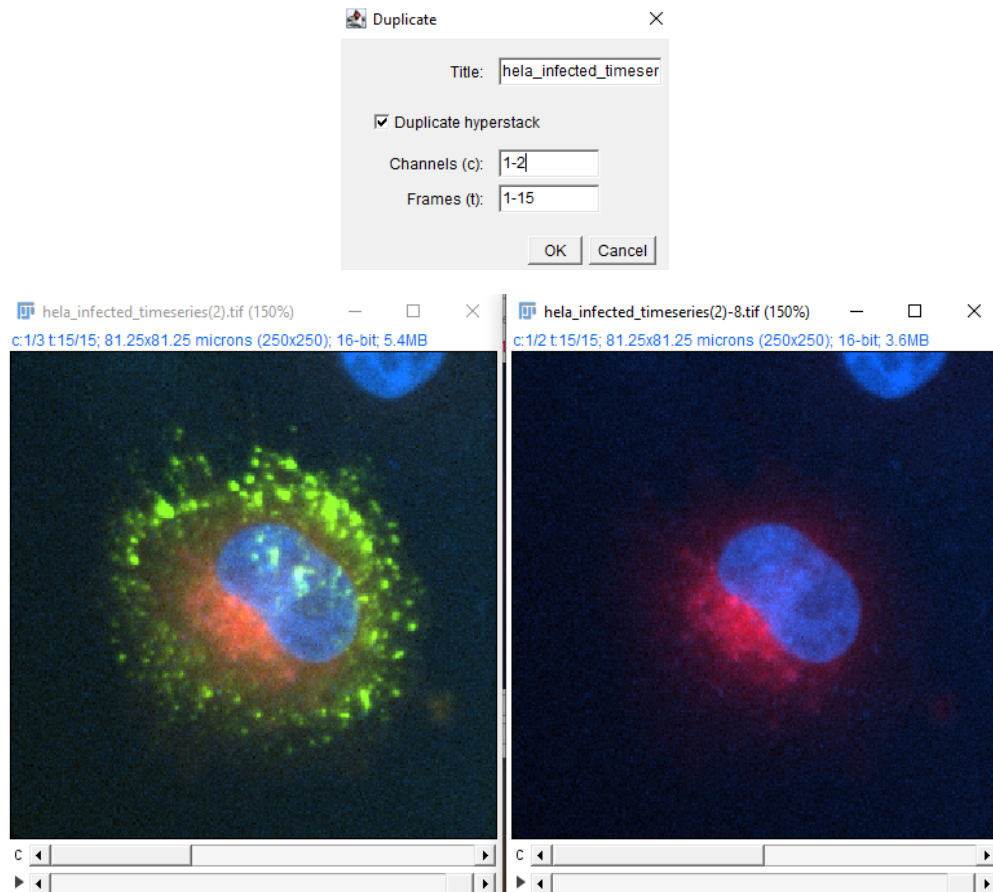 Duplicate
Title: hela_infected_timeser
Duplicate hyperstack
Channels (c): 1-2
Frames (t): 1-15
OK Cancel
hela_infected_timeseries(2).tif (150%)
c:1/3 t:15/15; 81.25x81.25 microns (250x250); 16-bit; 5.4MB
hela_infected_timeseries(2)-8.tif (150%)
c:1/2 t:15/15; 81.25x81.25 microns (250x250); 16-bit; 3.6MB
c
c